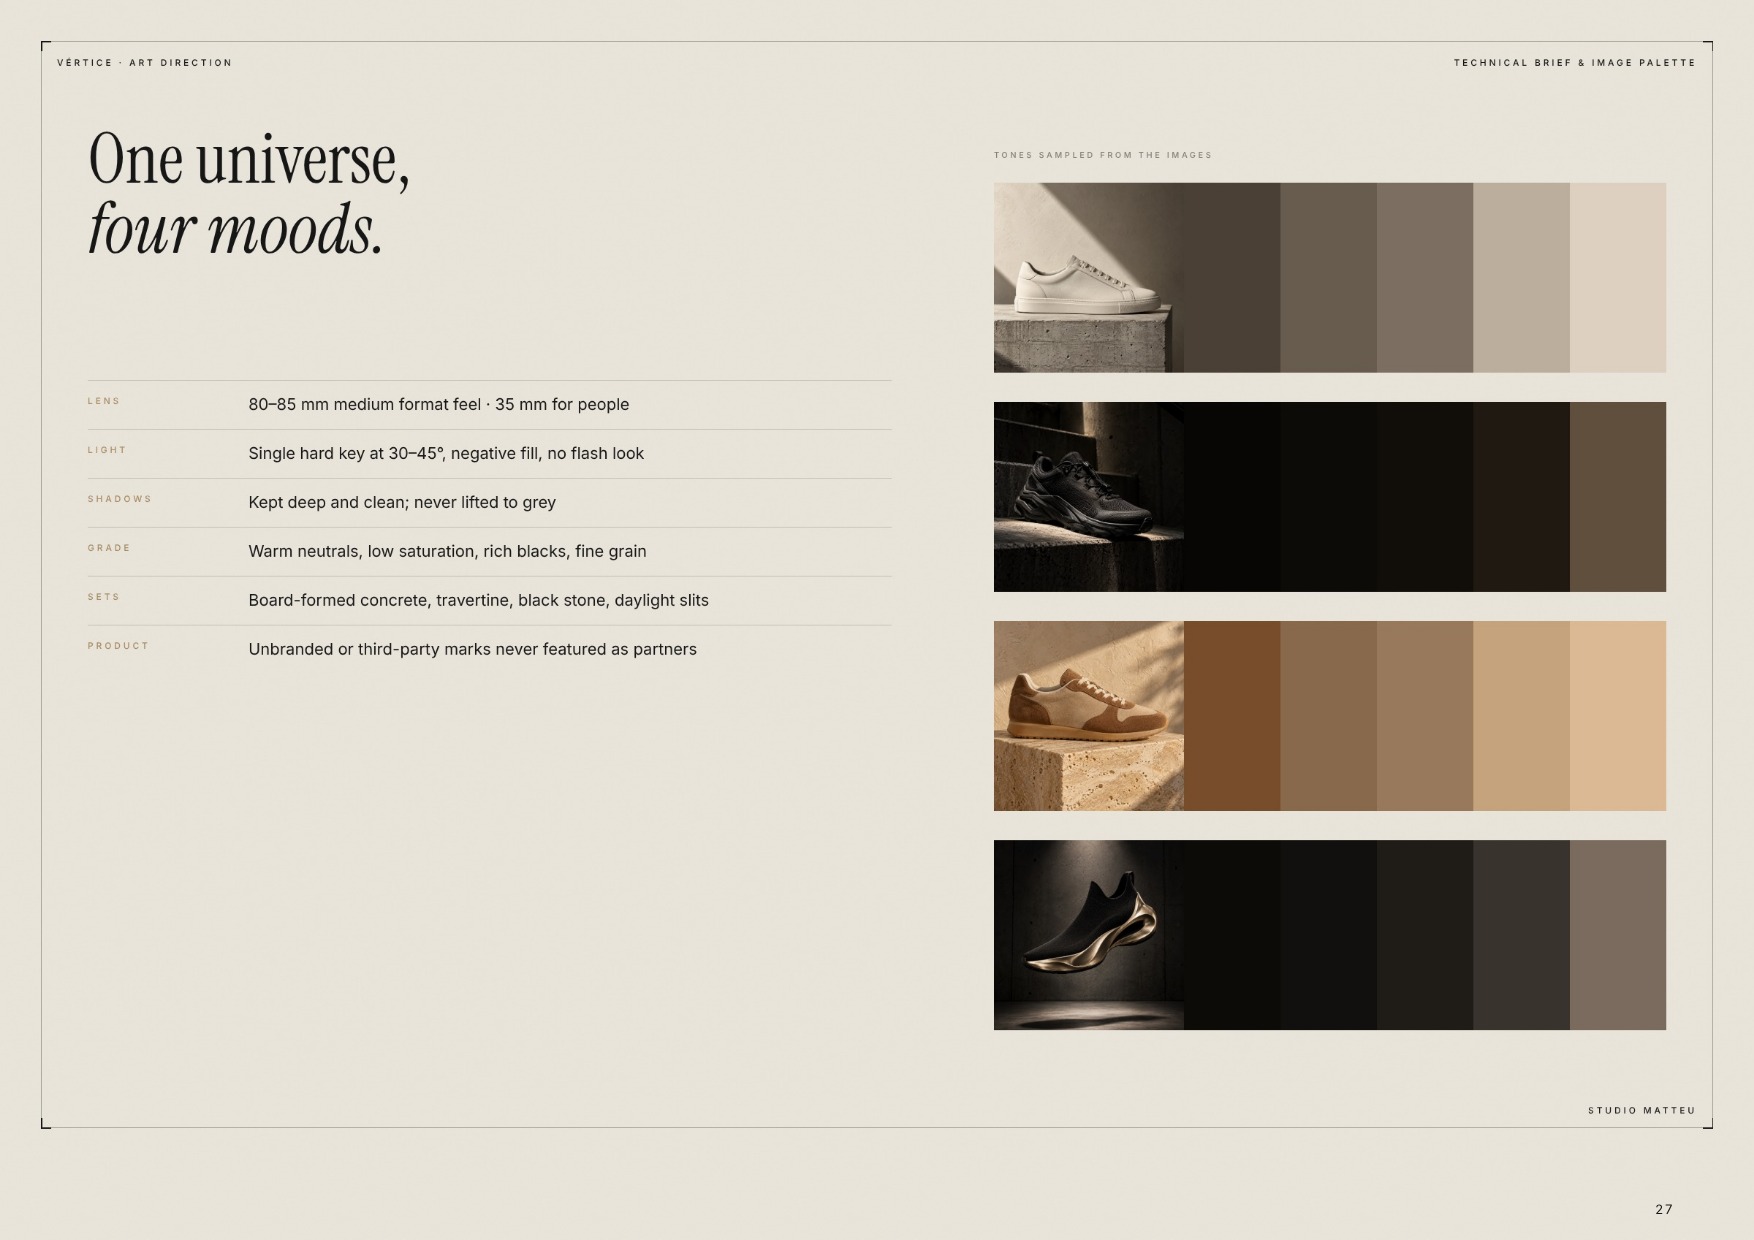 VÉRTICE · ART DIRECTION
TECHNICAL BRIEF & IMAGE PALETTE
One universe,
four moods.
LENS
80–85 mm medium format feel · 35 mm for people
LIGHT
Single hard key at 30–45°, negative fill, no flash look
SHADOWS
Kept deep and clean; never lifted to grey
GRADE
Warm neutrals, low saturation, rich blacks, fine grain
SETS
Board-formed concrete, travertine, black stone, daylight slits
PRODUCT
Unbranded or third-party marks never featured as partners
TONES SAMPLED FROM THE IMAGES
STUDIO MATTEU
27